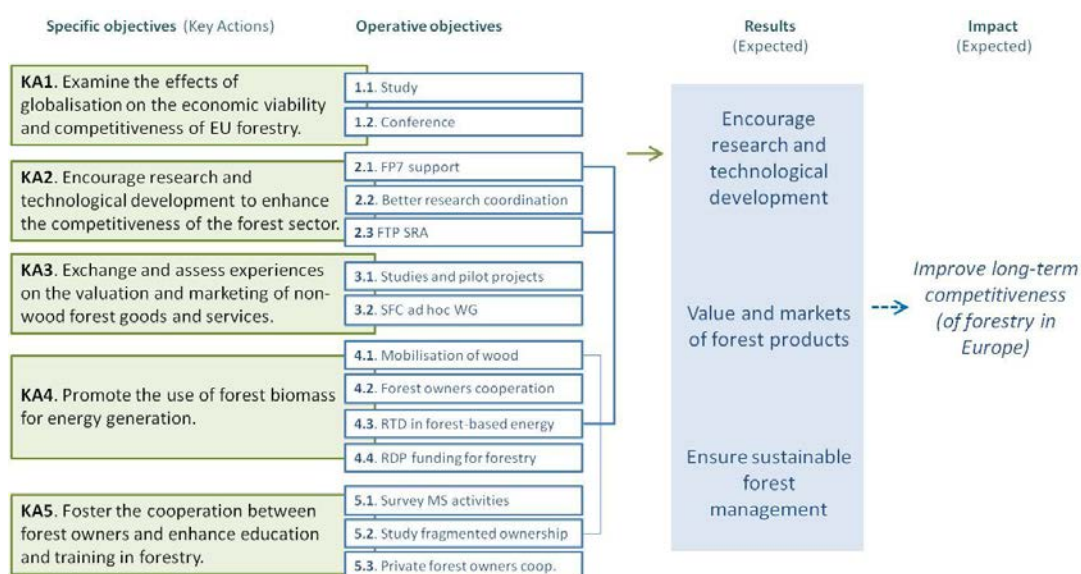 Specific objectives (Key Actions)
Operative objectives
Results
(Expected)
Impact
(Expected)
KA1. Examine the effects of
globalisation on the economic viability
and competitiveness of EU forestry.
1.1. Study
1.2. Conference
KA2. Encourage research and
technological development to enhance
the competitiveness of the forest sector.
2.1. FP7 support
2.2. Better research coordination
2.3 FTP SRA
KA3. Exchange and assess experiences
on the valuation and marketing of non-
wood forest goods and services.
3.1. Studies and pilot projects
3.2. SFC ad hoc WG
KA4. Promote the use of forest biomass
for energy generation.
4.1. Mobilisation of wood
4.2. Forest owners cooperation
4.3. RTD in forest-based energy
4.4. RDP funding for forestry
KA5. Foster the cooperation between
forest owners and enhance education
and training in forestry.
5.1. Survey MS activities
5.2. Study fragmented ownership
5.3. Private forest owners coop.
Encourage
research and
technological
development
Value and markets
of forest products
Ensure sustainable
forest
management
Improve long-term
competitiveness
(of forestry in
Europe)